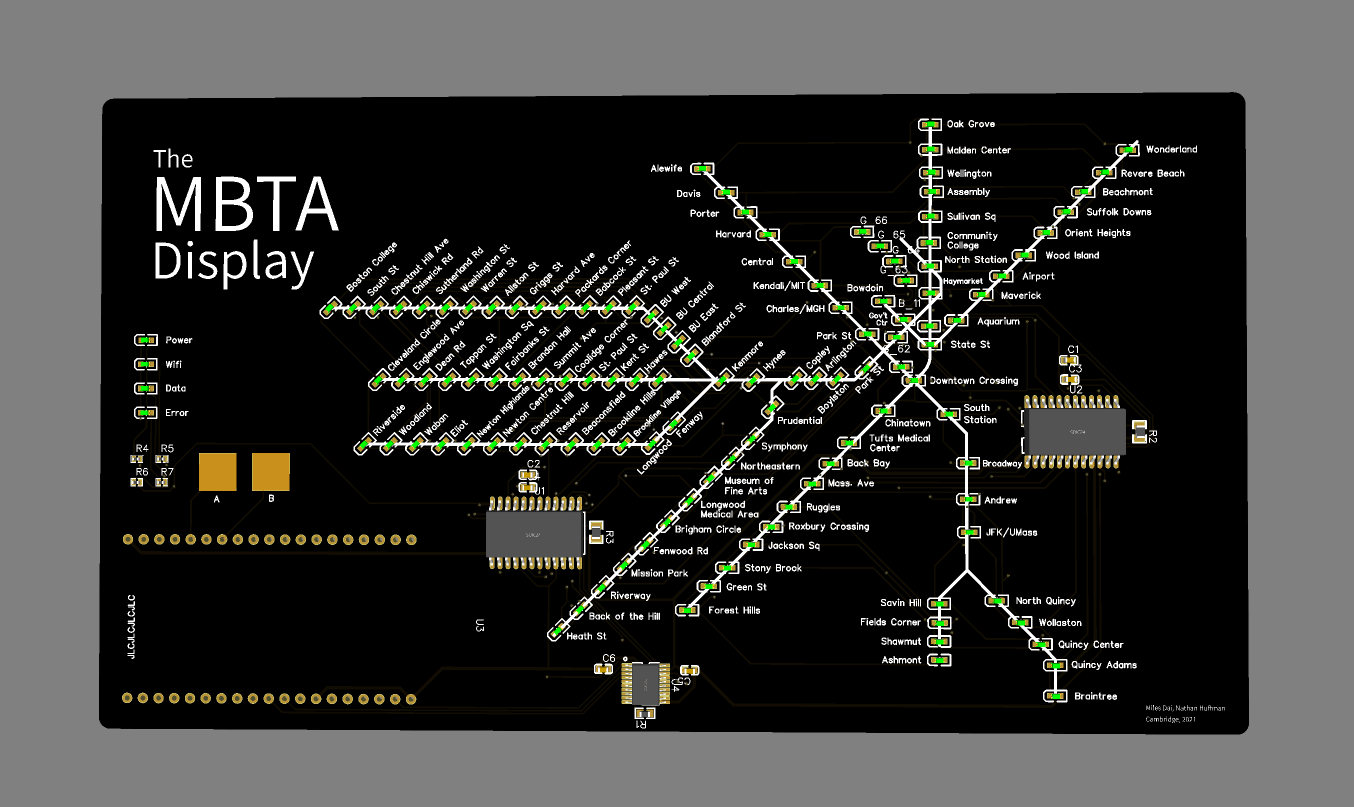 The
MBTA
Display
Power
Wifi
Data
Error
R4
R5
R6
R7
A
B
JLCJLCJLCJLC
U3
C2
U1
R3
C6
C5
U4
R1
C1
C3
U2
R2
Boston College
South St
Chestnut Hill Ave
Chiswick Rd
Sutherland Rd
Washington St
Warren St
Allston St
Griggs St
Harvard Ave
Packards Corner
Babcock St
Pleasant St
St. Paul St
BU West
BU Central
BU East
Blandford St
Cleveland Circle
Englewood Ave
Dean Rd
Tappan St
Washington Sq
Fairbanks St
Brandon Hall
Summit Ave
Coolidge Corner
St. Paul St
Kent St
Hawes
Kenmore
Hynes
Copley
Arlington
Boylston
Park St
Riverside
Woodland
Waban
Eliot
Newton Highlands
Newton Centre
Chestnut Hill
Reservoir
Beaconsfield
Brookline Hills
Brookline Village
Longwood
Fenway
Prudential
Symphony
Northeastern
Museum of
Fine Arts
Longwood
Medical Area
Brigham Circle
Fenwood Rd
Mission Park
Riverway
Back of the Hill
Heath St
Alewife
Davis
Porter
Harvard
Central
Kendall/MIT
Charles/MGH
Park St
Downtown Crossing
South
Station
Broadway
Andrew
JFK/UMass
Savin Hill
Fields Corner
Shawmut
Ashmont
North Quincy
Wollaston
Quincy Center
Quincy Adams
Braintree
Oak Grove
Malden Center
Wellington
Assembly
Sullivan Sq
Community
College
North Station
Haymarket
State St
Chinatown
Tufts Medical
Center
Back Bay
Mass. Ave
Ruggles
Roxbury Crossing
Jackson Sq
Stony Brook
Green St
Forest Hills
Wonderland
Revere Beach
Beachmont
Suffolk Downs
Orient Heights
Wood Island
Airport
Maverick
Aquarium
Bowdoin
Gov't
Ctr
G_66
G_65
G_63
B_11
62
Miles Dai, Nathan Huffman
Cambridge, 2021